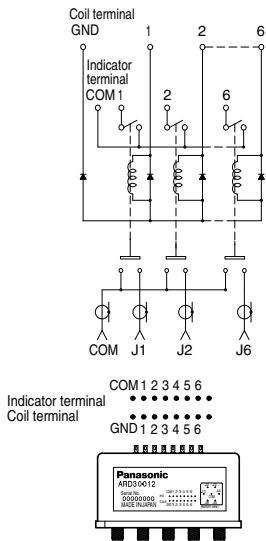 Coil terminal
GND 1 2 6
Indicator
terminal
COM 1 2 6
COM J1 J2 J6
COM 1 2 3 4 5 6
Indicator terminal
Coil terminal
GND 1 2 3 4 5 6
Panasonic
ARD30012
Serial No.
00000000
MADE IN JAPAN